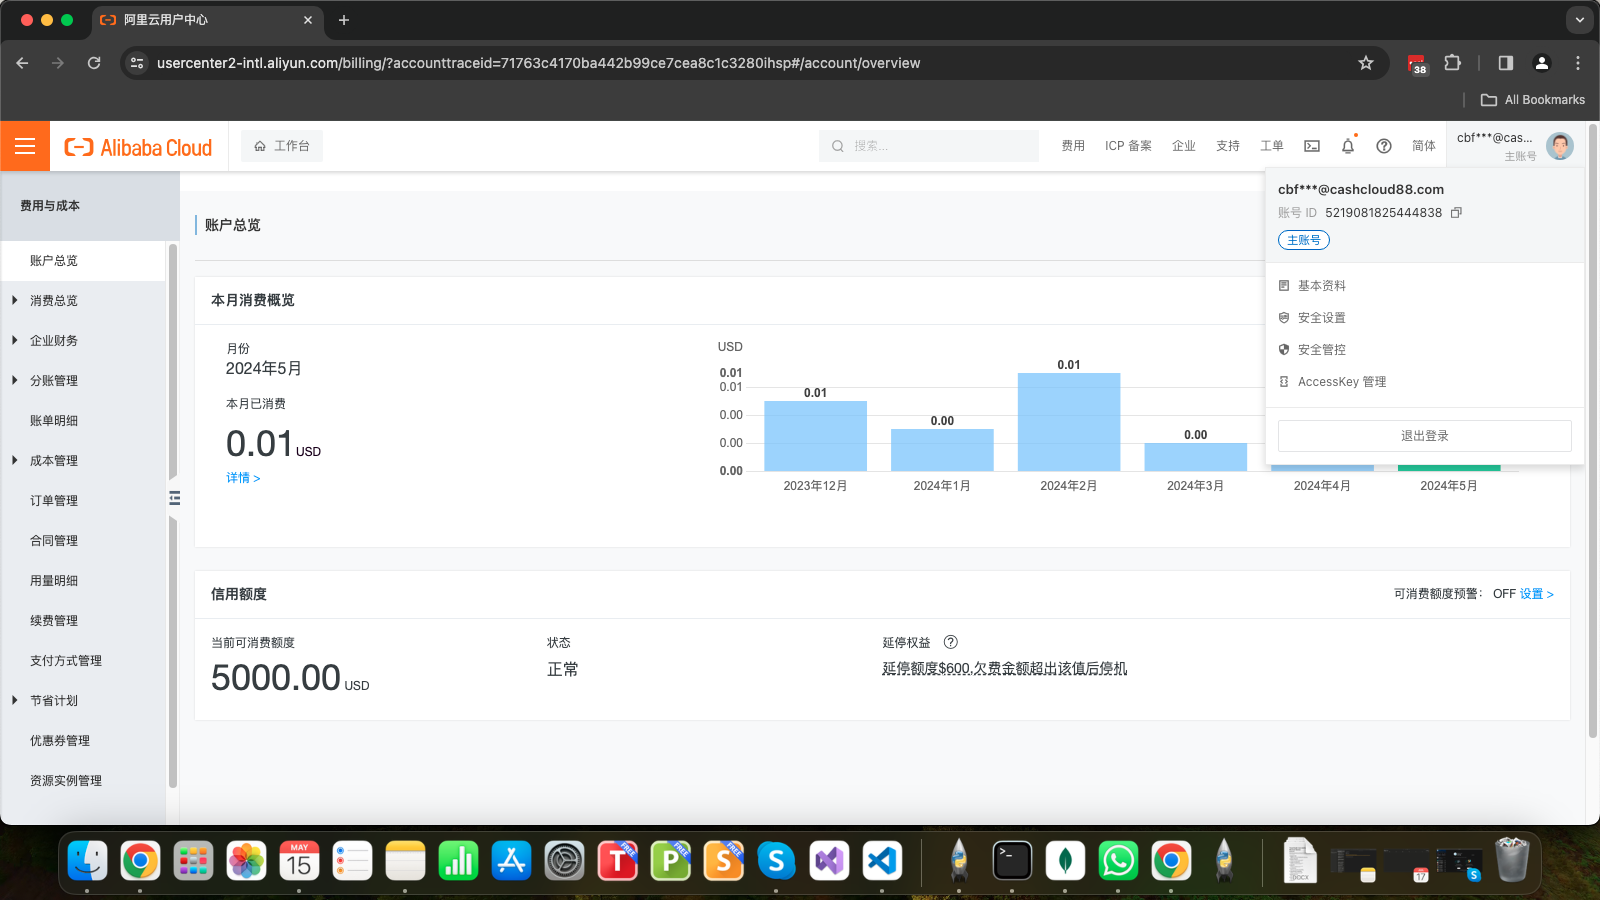 阿里云用户中心
usercenter2-intl.aliyun.com/billing/?accounttraceid=71763c4170ba442b99ce7cea8c1c3280ihsp#/account/overview
38
All Bookmarks
Alibaba Cloud
工作台
搜索...
费用
ICP 备案
企业
支持
工单
简体
cbf***@cas...
主账号
cbf***@cashcloud88.com
账号 ID 5219081825444838
主账号
基本资料
安全设置
安全管控
AccessKey 管理
退出登录
费用与成本
账户总览
消费总览
企业财务
分账管理
账单明细
成本管理
订单管理
合同管理
用量明细
续费管理
支付方式管理
节省计划
优惠券管理
资源实例管理
账户总览
本月消费概览
月份
2024年5月
本月已消费
0.01 USD
详情 >
USD
0.01
0.01
0.00
0.00
0.00
0.01
0.00
0.01
0.00
2023年12月
2024年1月
2024年2月
2024年3月
2024年4月
2024年5月
信用额度
可消费额度预警： OFF 设置 >
当前可消费额度
5000.00 USD
状态
正常
延停权益
延停额度$600,欠费金额超出该值后停机
MAY
15
T
FREE
P
FREE
S
FREE
S
>_
DOCX
17
S